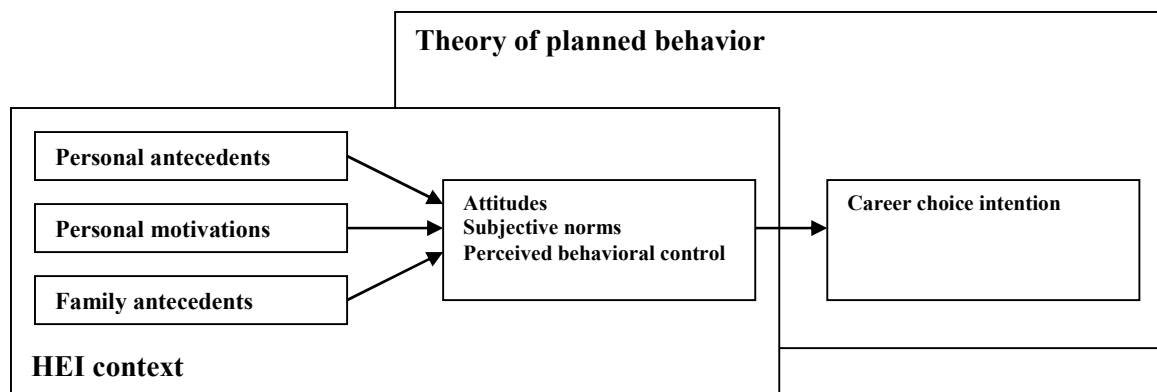 Theory of planned behavior
Personal antecedents
Personal motivations
Family antecedents
Attitudes
Subjective norms
Perceived behavioral control
Career choice intention
HEI context